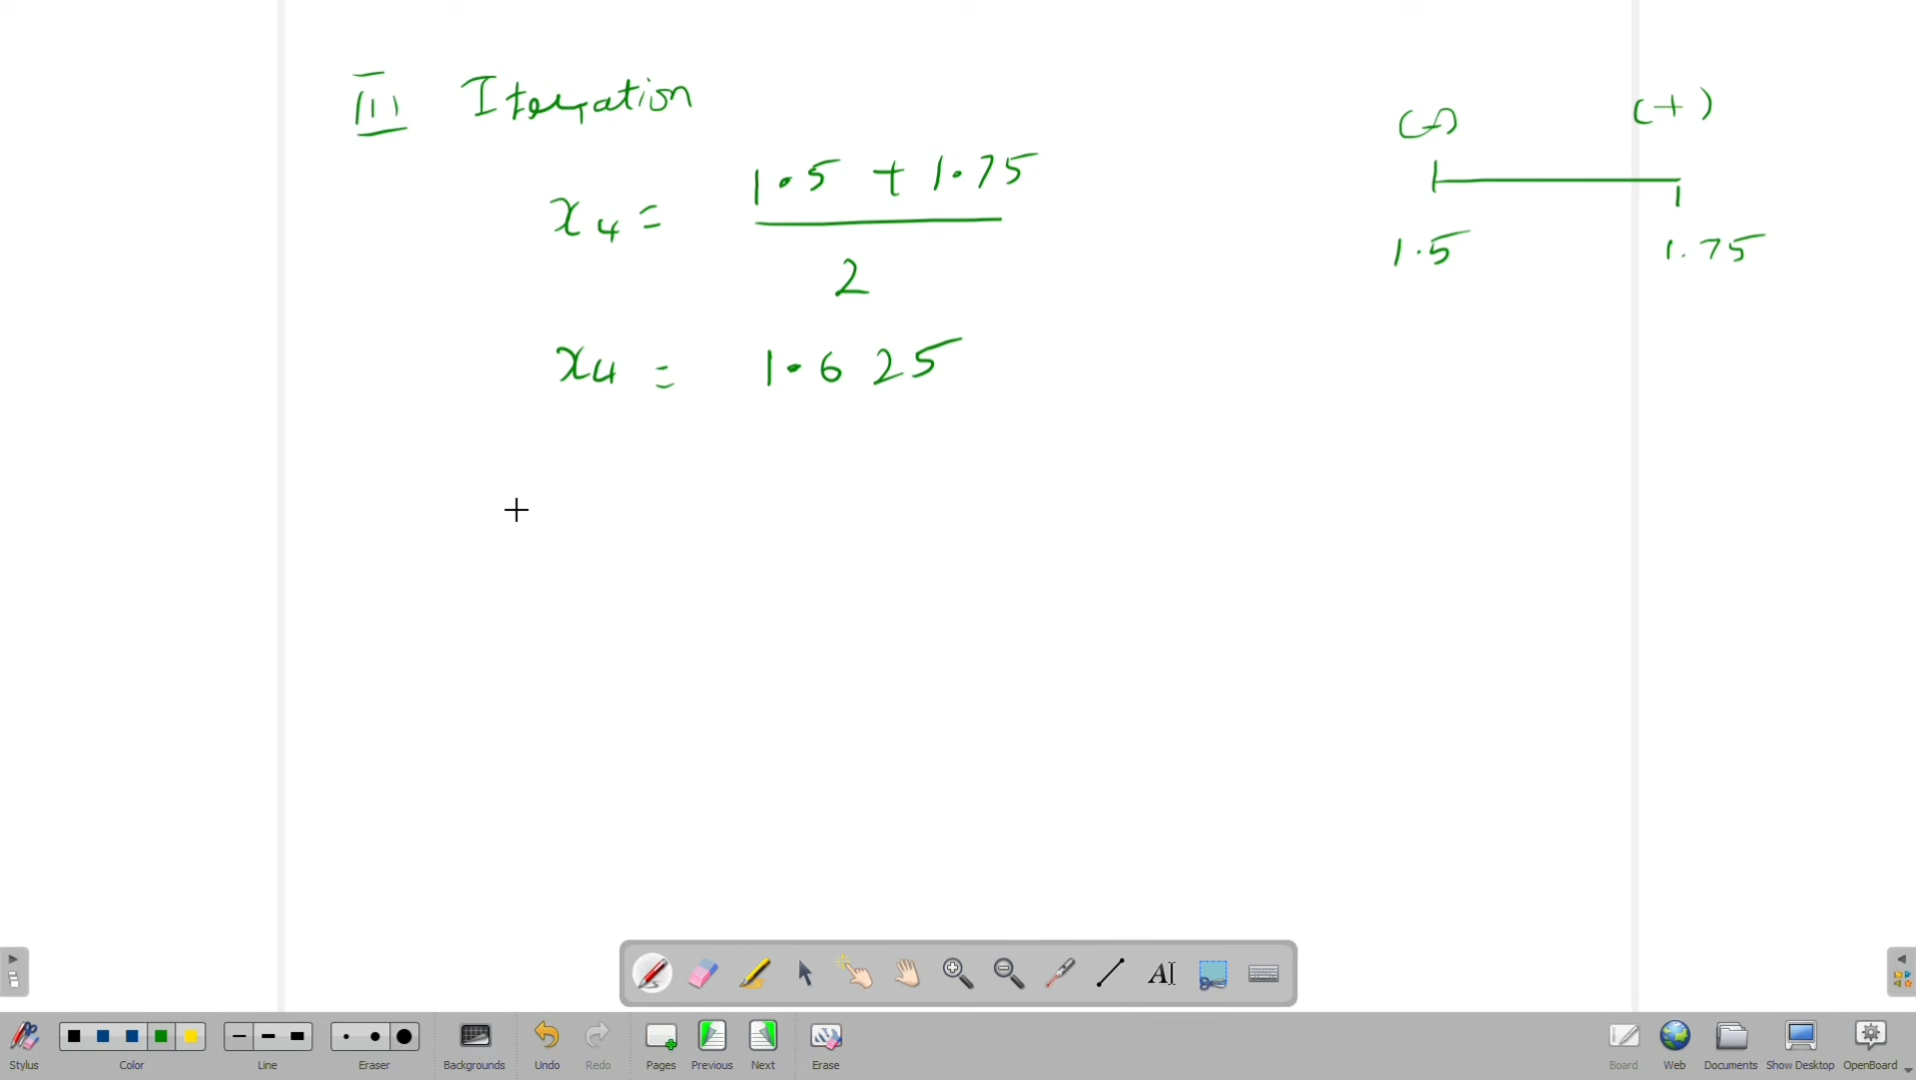 III Iteration
(-) (+)
x4 = 1.5 + 1.75
2
1.5 1.75
x4 = 1.625
AI
Stylus Color Line Eraser Backgrounds Undo Redo Pages Previous Next Erase Board Web Documents Show Desktop OpenBoard